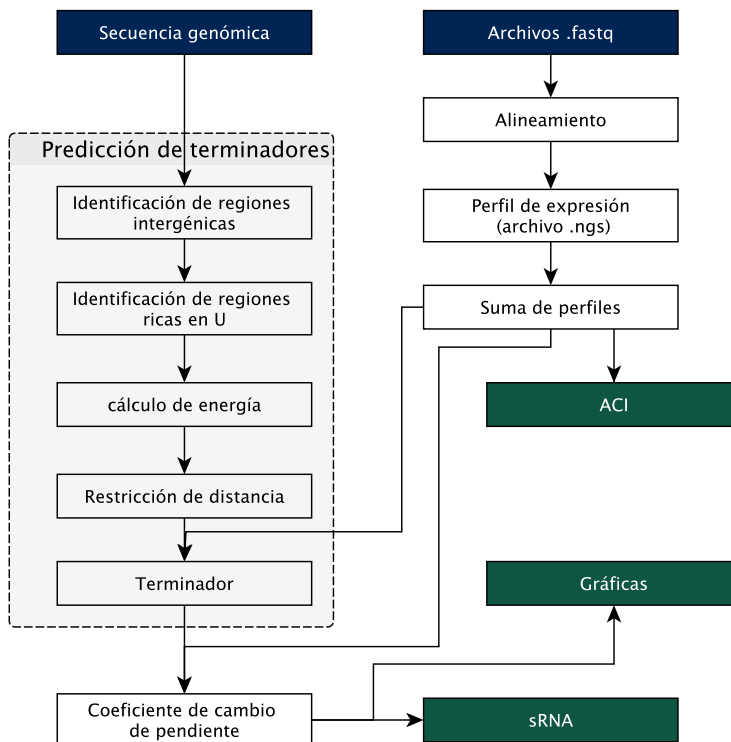 Secuencia genómica
Archivos .fastq
Alineamiento
Predicción de terminadores
Identificación de regiones
intergénicas
Perfil de expresión
(archivo .ngs)
Identificación de regiones
ricas en U
Suma de perfiles
cálculo de energía
ACI
Restricción de distancia
Terminador
Gráficas
Coeficiente de cambio
de pendiente
sRNA